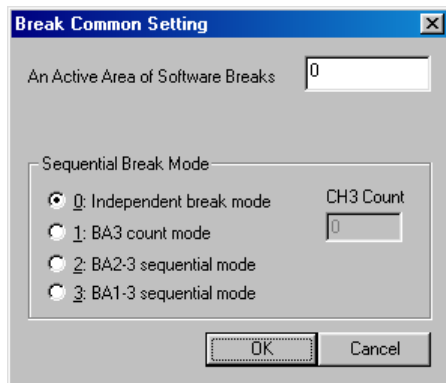 Break Common Setting
An Active Area of Software Breaks
0
Sequential Break Mode
0: Independent break mode
CH3 Count
1: BA3 count mode
0
2: BA2-3 sequential mode
3: BA1-3 sequential mode
OK
Cancel